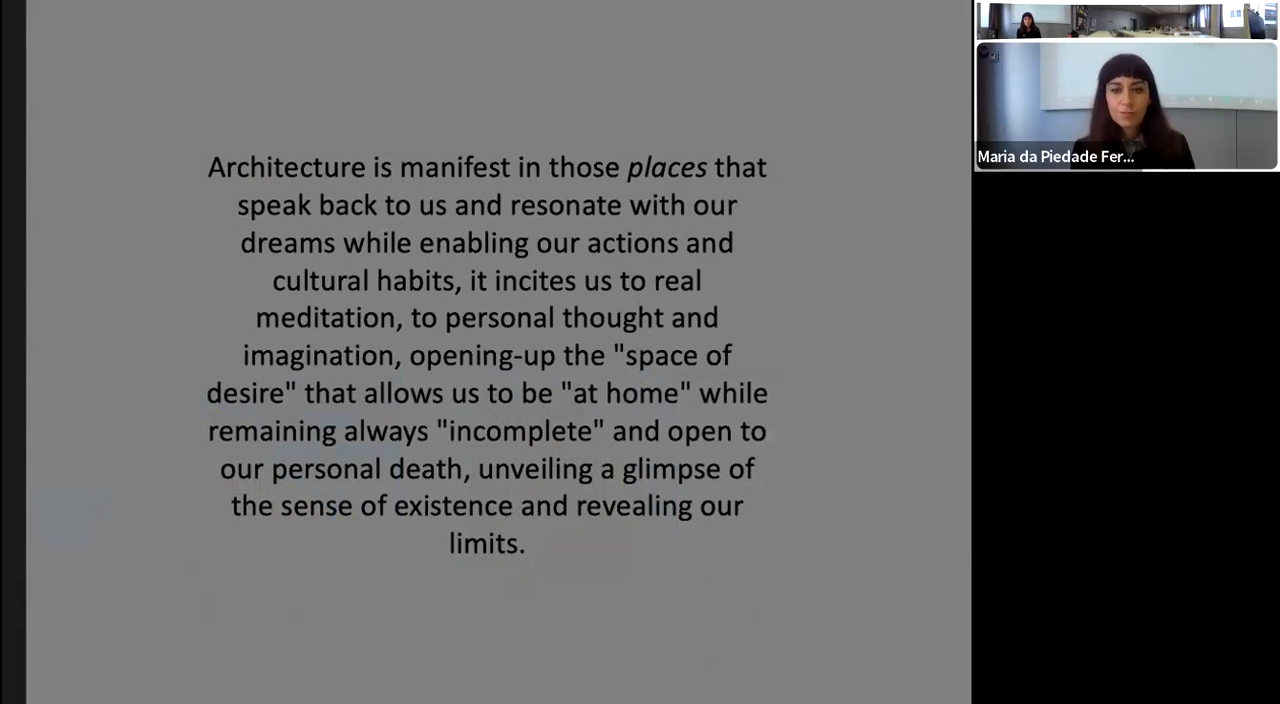 Architecture is manifest in those places that
speak back to us and resonate with our
dreams while enabling our actions and
cultural habits, it incites us to real
meditation, to personal thought and
imagination, opening-up the "space of
desire" that allows us to be "at home" while
remaining always "incomplete" and open to
our personal death, unveiling a glimpse of
the sense of existence and revealing our
limits.
Maria da Piedade Fer...